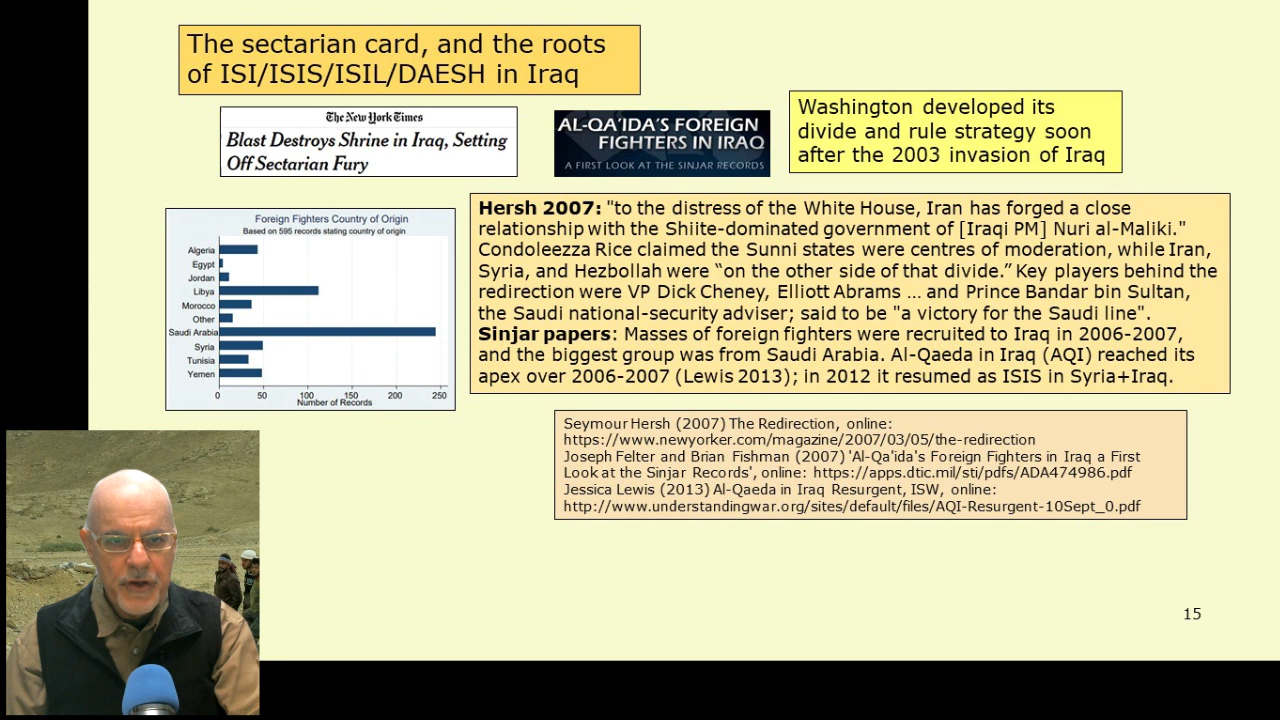 The sectarian card, and the roots
of ISI/ISIS/ISIL/DAESH in Iraq
The New York Times
Blast Destroys Shrine in Iraq, Setting
Off Sectarian Fury
AL-QA'IDA'S FOREIGN
FIGHTERS IN IRAQ
A FIRST LOOK AT THE SINJAR RECORDS
Washington developed its
divide and rule strategy soon
after the 2003 invasion of Iraq
Foreign Fighters Country of Origin
Based on 595 records stating country of origin
Algeria
Egypt
Jordan
Libya
Morocco
Other
Saudi Arabia
Syria
Tunisia
Yemen
0 50 100 150 200 250
Number of Records
Hersh 2007: "to the distress of the White House, Iran has forged a close
relationship with the Shiite-dominated government of [Iraqi PM] Nuri al-Maliki."
Condoleezza Rice claimed the Sunni states were centres of moderation, while Iran,
Syria, and Hezbollah were “on the other side of that divide.” Key players behind the
redirection were VP Dick Cheney, Elliott Abrams … and Prince Bandar bin Sultan,
the Saudi national-security adviser; said to be "a victory for the Saudi line".
Sinjar papers: Masses of foreign fighters were recruited to Iraq in 2006-2007,
and the biggest group was from Saudi Arabia. Al-Qaeda in Iraq (AQI) reached its
apex over 2006-2007 (Lewis 2013); in 2012 it resumed as ISIS in Syria+Iraq.
Seymour Hersh (2007) The Redirection, online:
https://www.newyorker.com/magazine/2007/03/05/the-redirection
Joseph Felter and Brian Fishman (2007) 'Al-Qa'ida's Foreign Fighters in Iraq a First
Look at the Sinjar Records', online: https://apps.dtic.mil/sti/pdfs/ADA474986.pdf
Jessica Lewis (2013) Al-Qaeda in Iraq Resurgent, ISW, online:
http://www.understandingwar.org/sites/default/files/AQI-Resurgent-10Sept_0.pdf
15